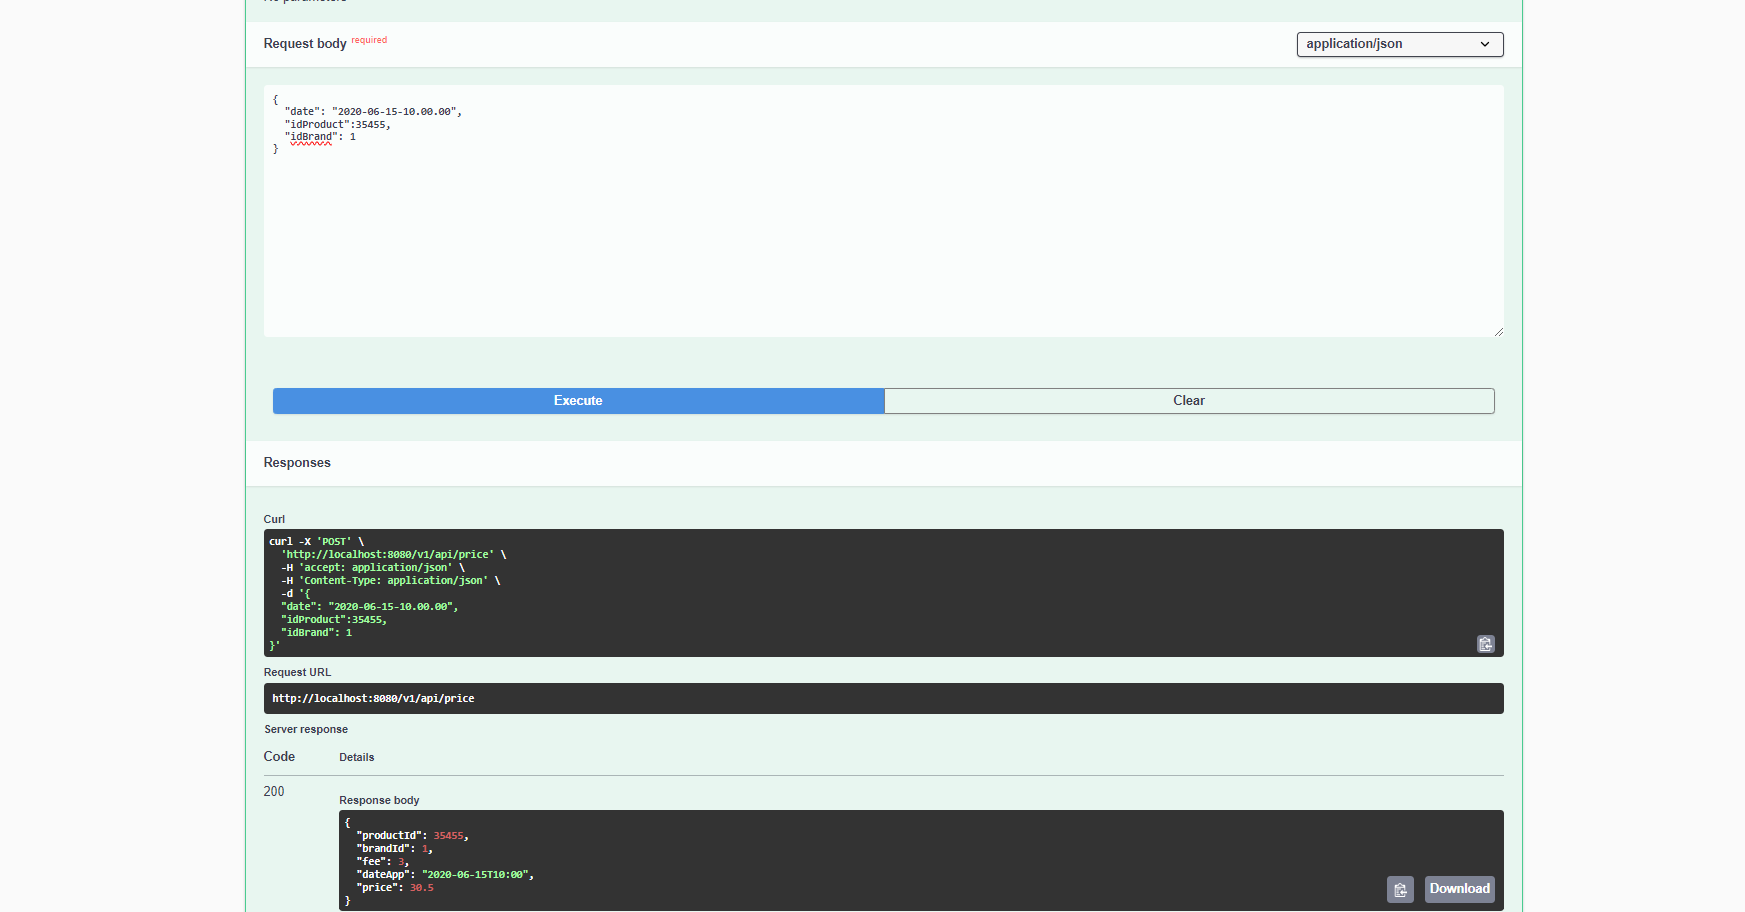 No parameters
Request body required
application/json
{
"date": "2020-06-15-10.00.00",
"idProduct":35455,
"idBrand": 1
}
Execute
Clear
Responses
Curl
curl -X 'POST' \
'http://localhost:8080/v1/api/price' \
-H 'accept: application/json' \
-H 'Content-Type: application/json' \
-d '{
"date": "2020-06-15-10.00.00",
"idProduct":35455,
"idBrand": 1
}'
Request URL
http://localhost:8080/v1/api/price
Server response
Code
Details
200
Response body
{
"productId": 35455,
"brandId": 1,
"fee": 3,
"dateApp": "2020-06-15T10:00",
"price": 30.5
}
Download